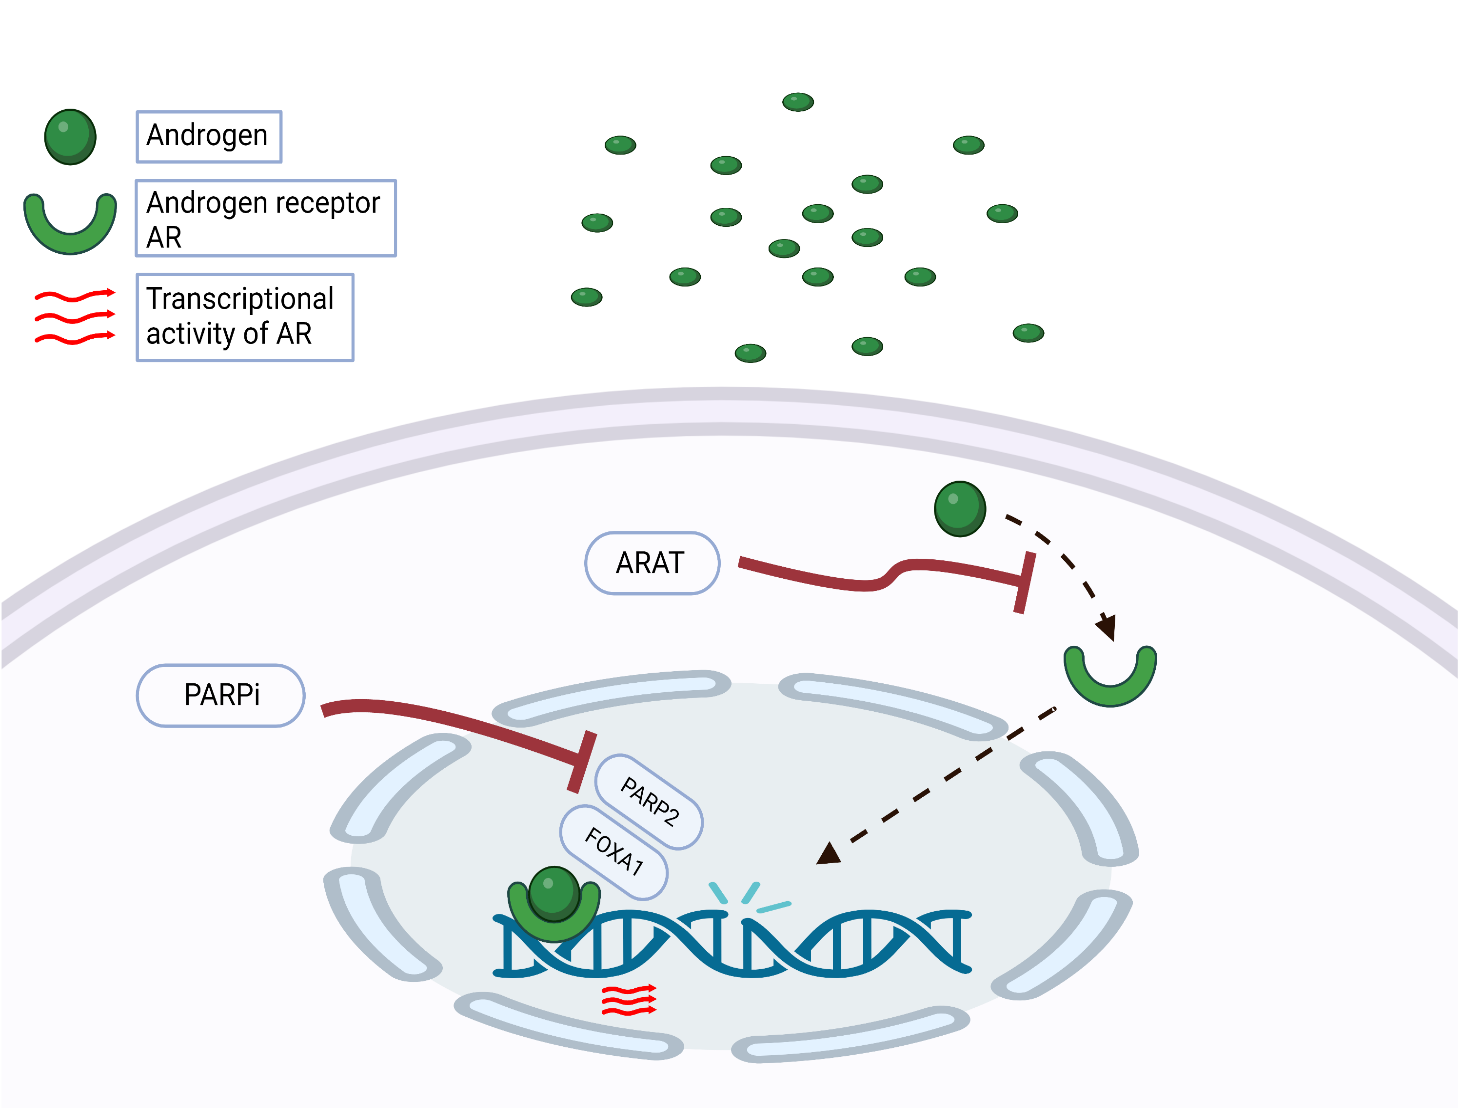 Androgen
Androgen receptor
AR
Transcriptional
activity of AR
ARAT
PARPi
PARP2
FOXA1